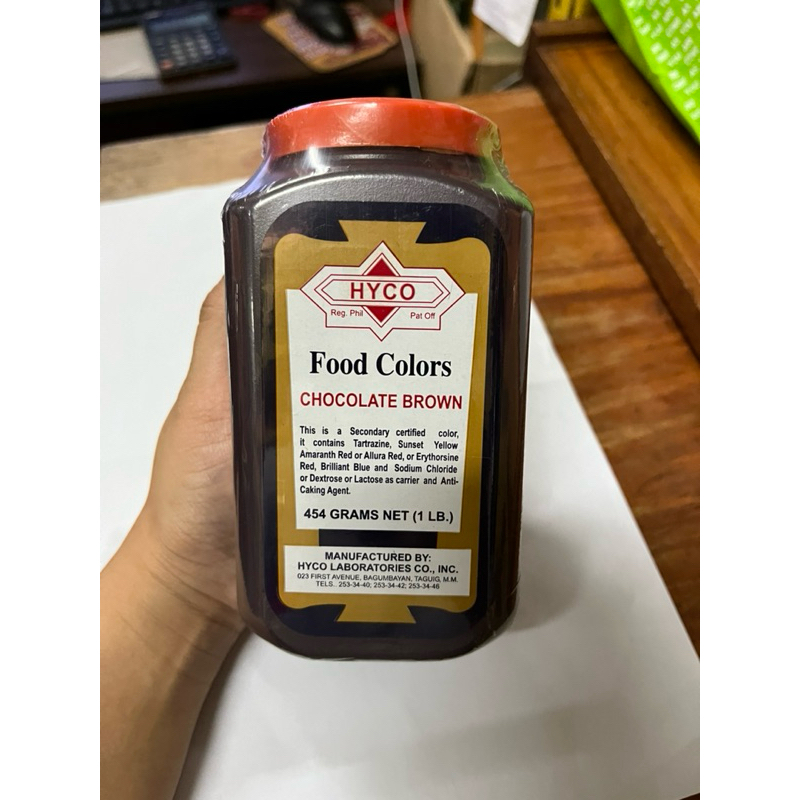 HYCO
Reg. Phil Pat Off
Food Colors
CHOCOLATE BROWN
This is a Secondary certified color,
it contains Tartrazine, Sunset Yellow
Amaranth Red or Allura Red, or Erythorsine
Red, Brilliant Blue and Sodium Chloride
or Dextrose or Lactose as carrier and Anti-
Caking Agent.
454 GRAMS NET (1 LB.)
MANUFACTURED BY:
HYCO LABORATORIES CO., INC.
023 FIRST AVENUE, BAGUMBAYAN, TAGUIG, M.M.
TELS. 253-34-40; 253-34-42; 253-34-46